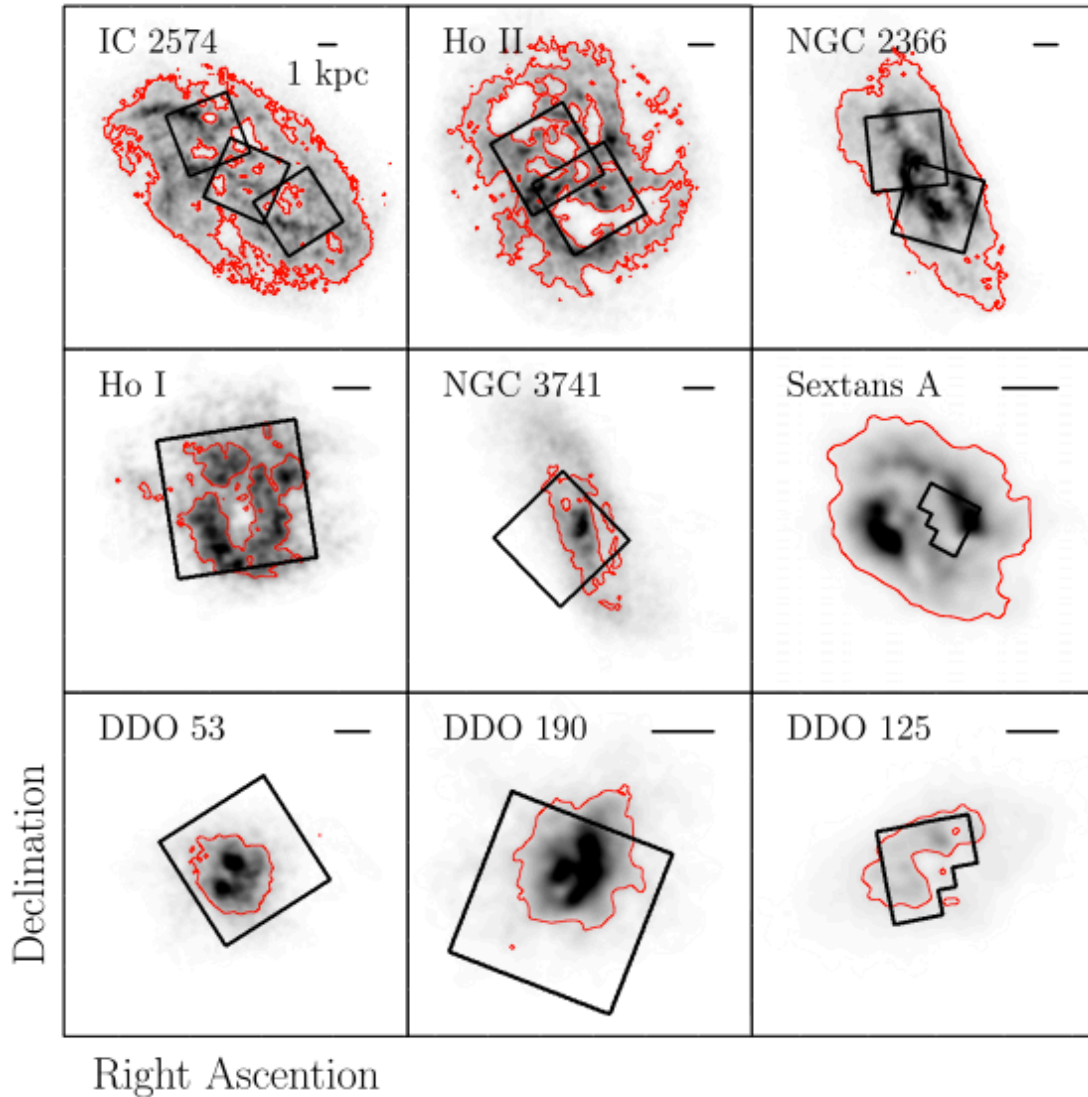 IC 2574
1 kpc
Ho II
NGC 2366
Ho I
NGC 3741
Sextans A
DDO 53
DDO 190
DDO 125
Declination
Right Ascention